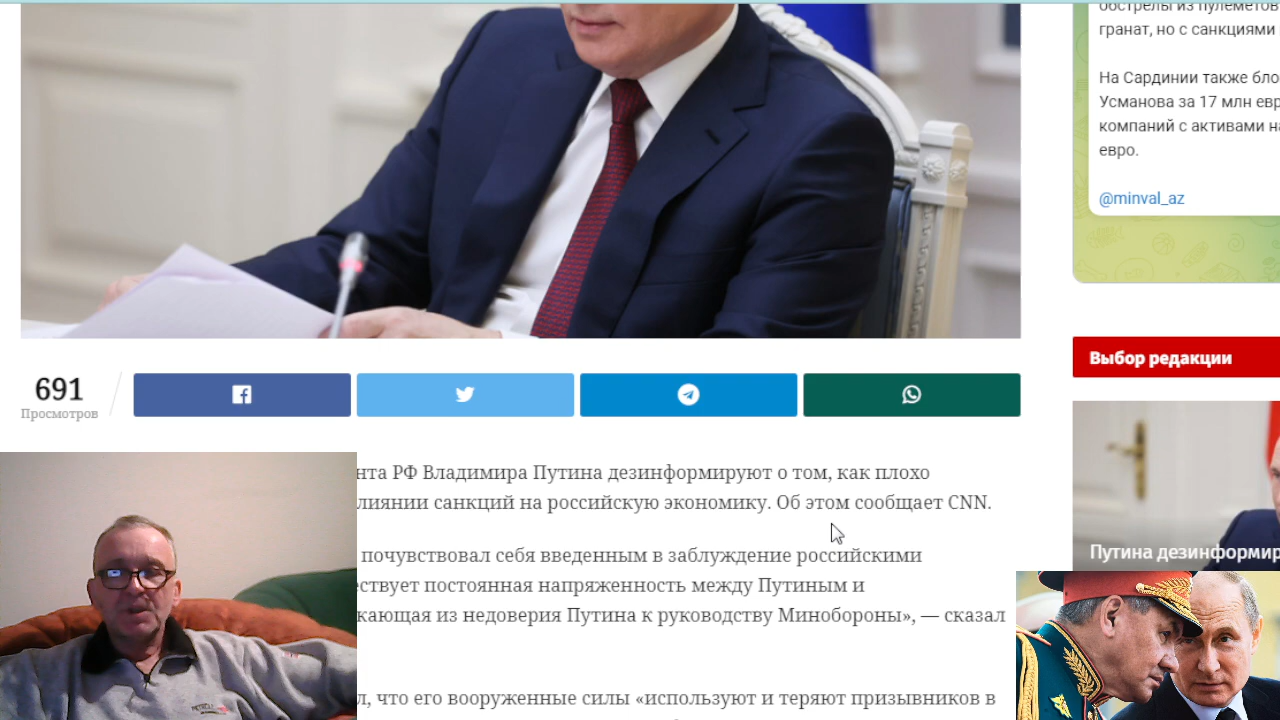 обстрелы из пулеметов
гранат, но с санкциями
На Сардинии также бло
Усманова за 17 млн евр
компаний с активами на
евро.
@minval_az
691
Просмотров
Выбор редакции
нта РФ Владимира Путина дезинформируют о том, как плохо
лиянии санкций на российскую экономику. Об этом сообщает CNN.
почувствовал себя введенным в заблуждение российскими
ествует постоянная напряженность между Путиным и
кающая из недоверия Путина к руководству Минобороны», — сказал
л, что его вооруженные силы «используют и теряют призывников в
Путина дезинформир